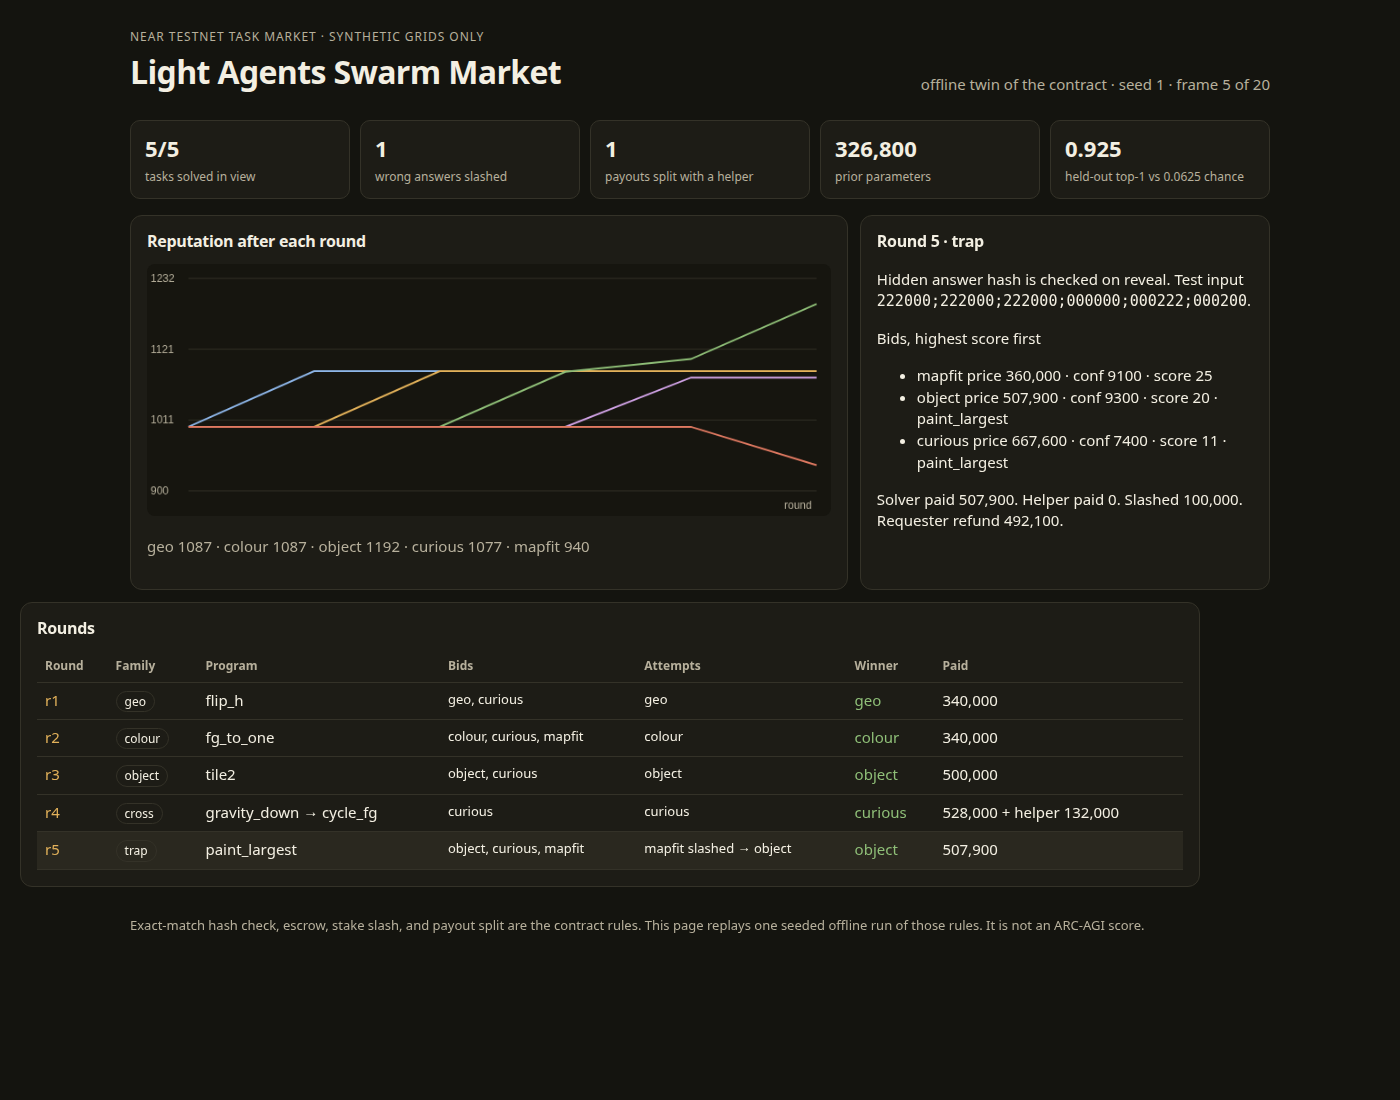 NEAR TESTNET TASK MARKET · SYNTHETIC GRIDS ONLY
Light Agents Swarm Market
offline twin of the contract · seed 1 · frame 5 of 20
5/5
tasks solved in view
1
wrong answers slashed
1
payouts split with a helper
326,800
prior parameters
0.925
held-out top-1 vs 0.0625 chance
Reputation after each round
1232
1121
1011
900
round
geo 1087 · colour 1087 · object 1192 · curious 1077 · mapfit 940
Round 5 · trap
Hidden answer hash is checked on reveal. Test input
222000;222000;222000;000000;000222;000200.
Bids, highest score first
• mapfit price 360,000 · conf 9100 · score 25
• object price 507,900 · conf 9300 · score 20 ·
paint_largest
• curious price 667,600 · conf 7400 · score 11 ·
paint_largest
Solver paid 507,900. Helper paid 0. Slashed 100,000.
Requester refund 492,100.
Rounds
Round Family Program Bids Attempts Winner Paid
r1 geo flip_h geo, curious geo geo 340,000
r2 colour fg_to_one colour, curious, mapfit colour colour 340,000
r3 object tile2 object, curious object object 500,000
r4 cross gravity_down → cycle_fg curious curious curious 528,000 + helper 132,000
r5 trap paint_largest object, curious, mapfit mapfit slashed → object object 507,900
Exact-match hash check, escrow, stake slash, and payout split are the contract rules. This page replays one seeded offline run of those rules. It is not an ARC-AGI score.